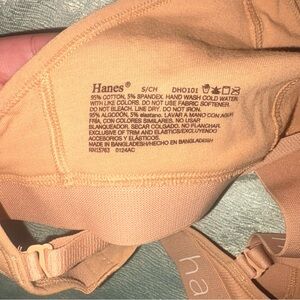 Hanes® S/CH DHO101
95% COTTON, 5% SPANDEX. HAND WASH COLD WATER
WITH LIKE COLORS. DO NOT USE FABRIC SOFTENER.
DO NOT BLEACH. LINE DRY. DO NOT IRON.
95% ALGODÓN, 5% elastano. LAVAR A MANO CON AGUA
FRÍA, CON COLORES SIMILARES. NO USAR
BLANQUEADOR. SECAR COLGADO. NO PLANCHAR.
EXCLUSIVE OF TRIM AND ELASTICS/EXCLUYENDO
ACCESORIOS Y ELÁSTICOS.
MADE IN BANGLADESH/HECHO EN BANGLADESH
RN15763 0124AC
ha